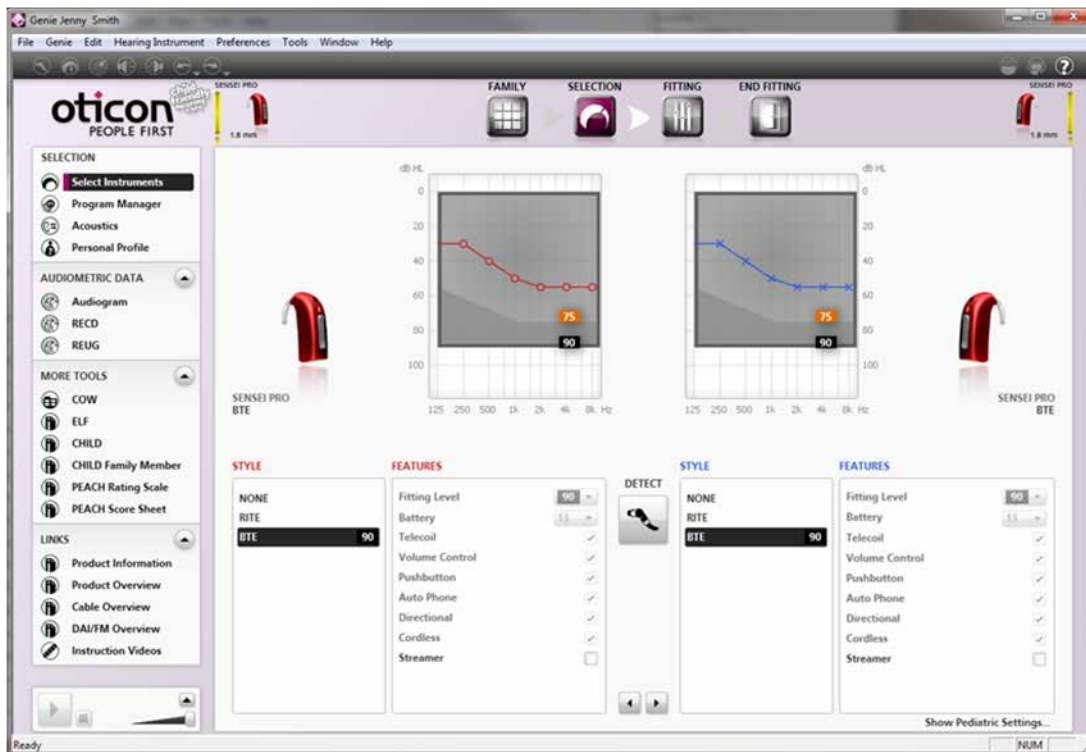 Genie Jenny Smith
File Genie Edit Hearing Instrument Preferences Tools Window Help
oticon
PEOPLE FIRST
SENSEI PRO
1.8 mm
FAMILY SELECTION FITTING END FITTING
SENSEI PRO
1.8 mm
SELECTION
Select Instruments
Program Manager
Acoustics
Personal Profile
AUDIOMETRIC DATA
Audiogram
RECD
REUG
MORE TOOLS
COW
ELF
CHILD
CHILD Family Member
PEACH Rating Scale
PEACH Score Sheet
LINKS
Product Information
Product Overview
Cable Overview
DAI/FM Overview
Instruction Videos
dB HL
0
20
40
60
80
100
75
90
125 250 500 1k 2k 4k 8k Hz
SENSEI PRO
BTE
dB HL
0
20
40
60
80
100
75
90
125 250 500 1k 2k 4k 8k Hz
SENSEI PRO
BTE
STYLE
NONE
RITE
BTE 90
FEATURES
Fitting Level 90
Battery 13
Telecoil
Volume Control
Pushbutton
Auto Phone
Directional
Cordless
Streamer
DETECT
STYLE
NONE
RITE
BTE 90
FEATURES
Fitting Level 90
Battery 13
Telecoil
Volume Control
Pushbutton
Auto Phone
Directional
Cordless
Streamer
Show Pediatric Settings...
Ready NUM